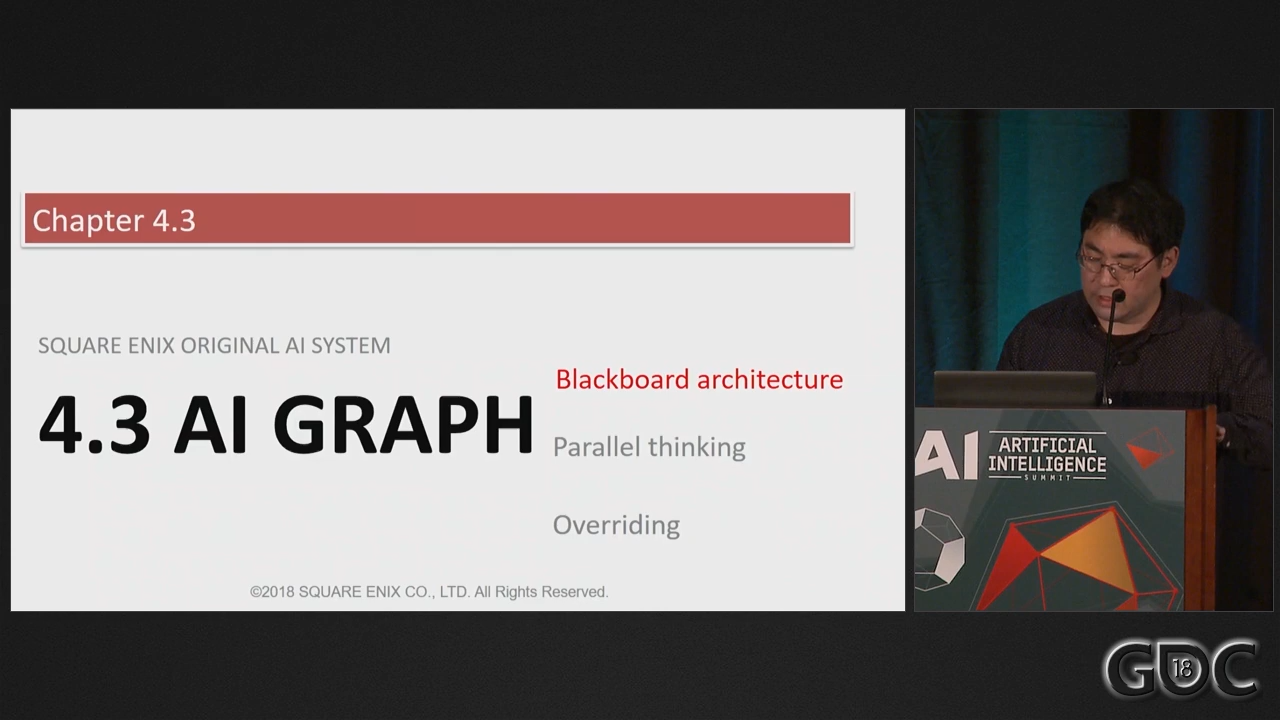 Chapter 4.3
SQUARE ENIX ORIGINAL AI SYSTEM
4.3 AI GRAPH
Blackboard architecture
Parallel thinking
Overriding
©2018 SQUARE ENIX CO., LTD. All Rights Reserved.
AI
ARTIFICIAL
INTELLIGENCE
SUMMIT
GDC
18